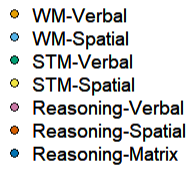 WM-Verbal
WM-Spatial
STM-Verbal
STM-Spatial
Reasoning-Verbal
Reasoning-Spatial
Reasoning-Matrix